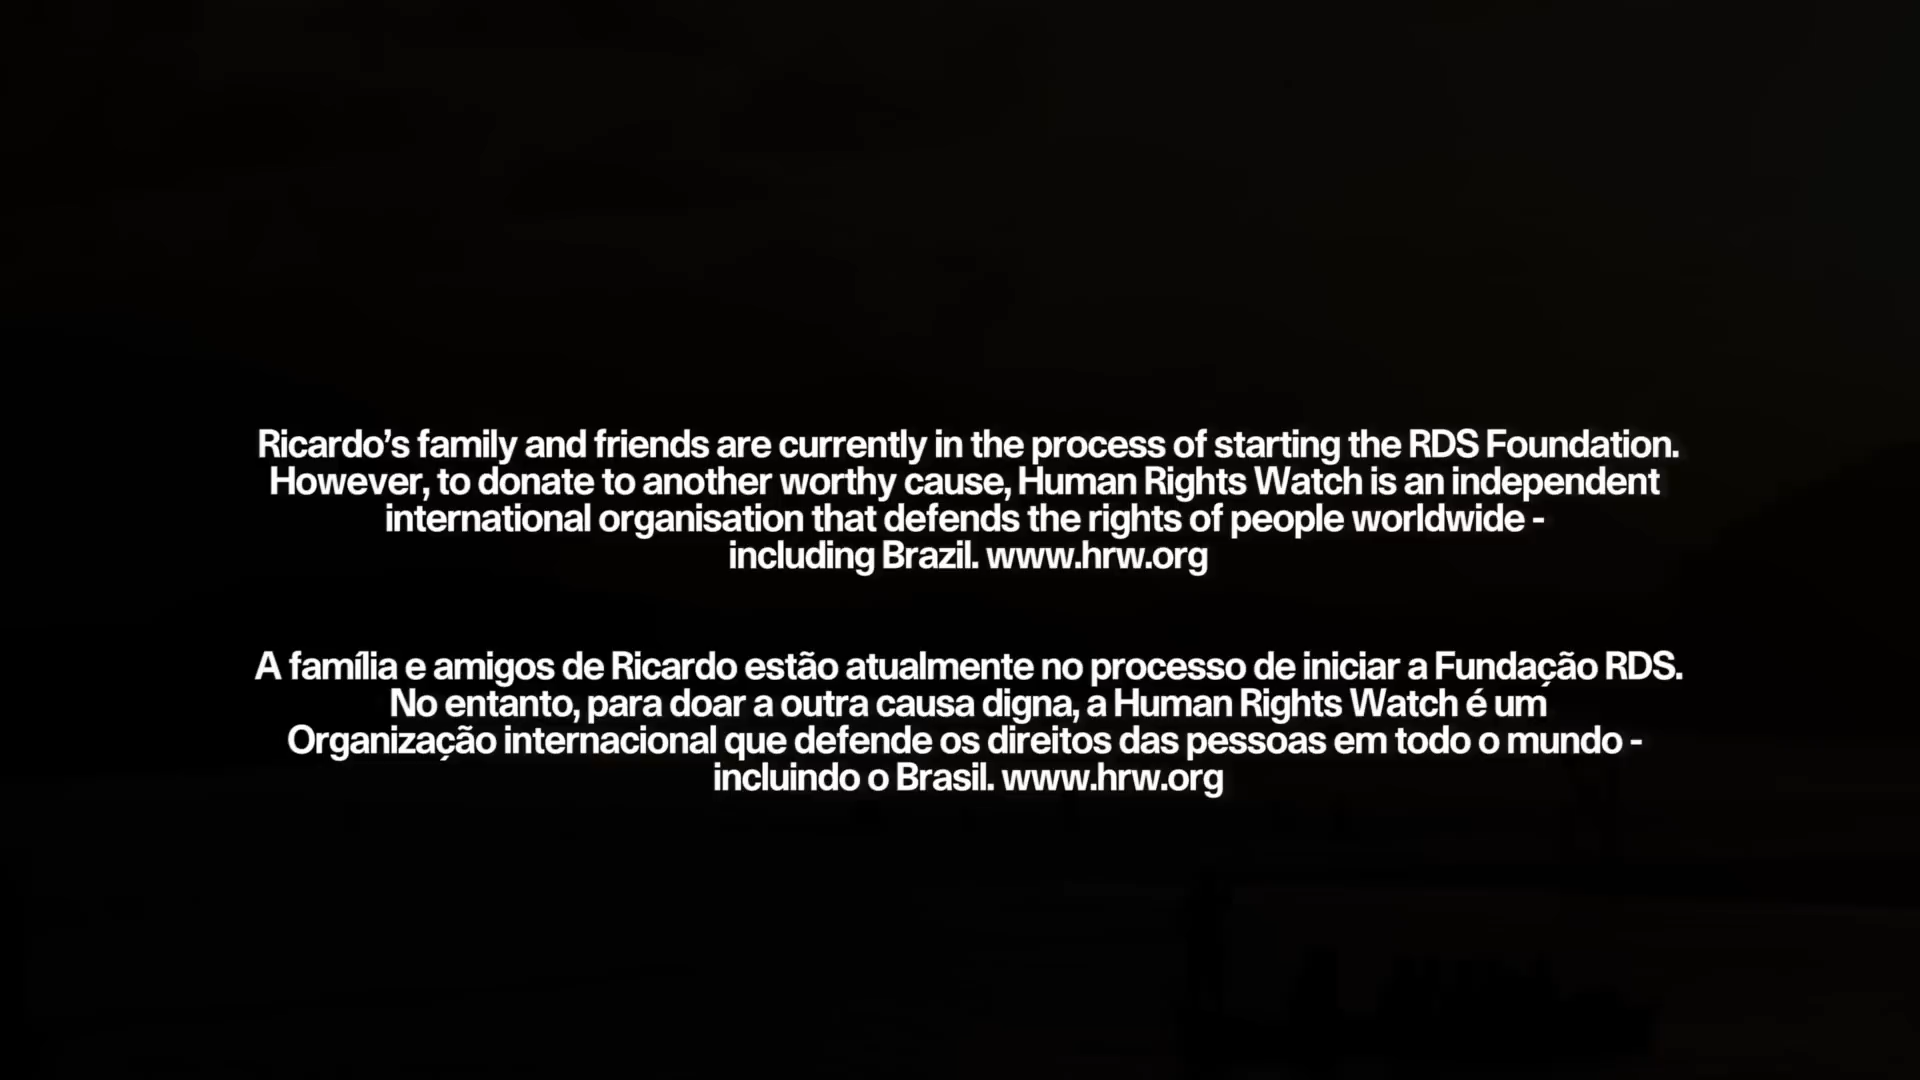 Ricardo’s family and friends are currently in the process of starting the RDS Foundation.
However, to donate to another worthy cause, Human Rights Watch is an independent
international organisation that defends the rights of people worldwide -
including Brazil. www.hrw.org
A família e amigos de Ricardo estão atualmente no processo de iniciar a Fundação RDS.
No entanto, para doar a outra causa digna, a Human Rights Watch é um
Organização internacional que defende os direitos das pessoas em todo o mundo -
incluindo o Brasil. www.hrw.org